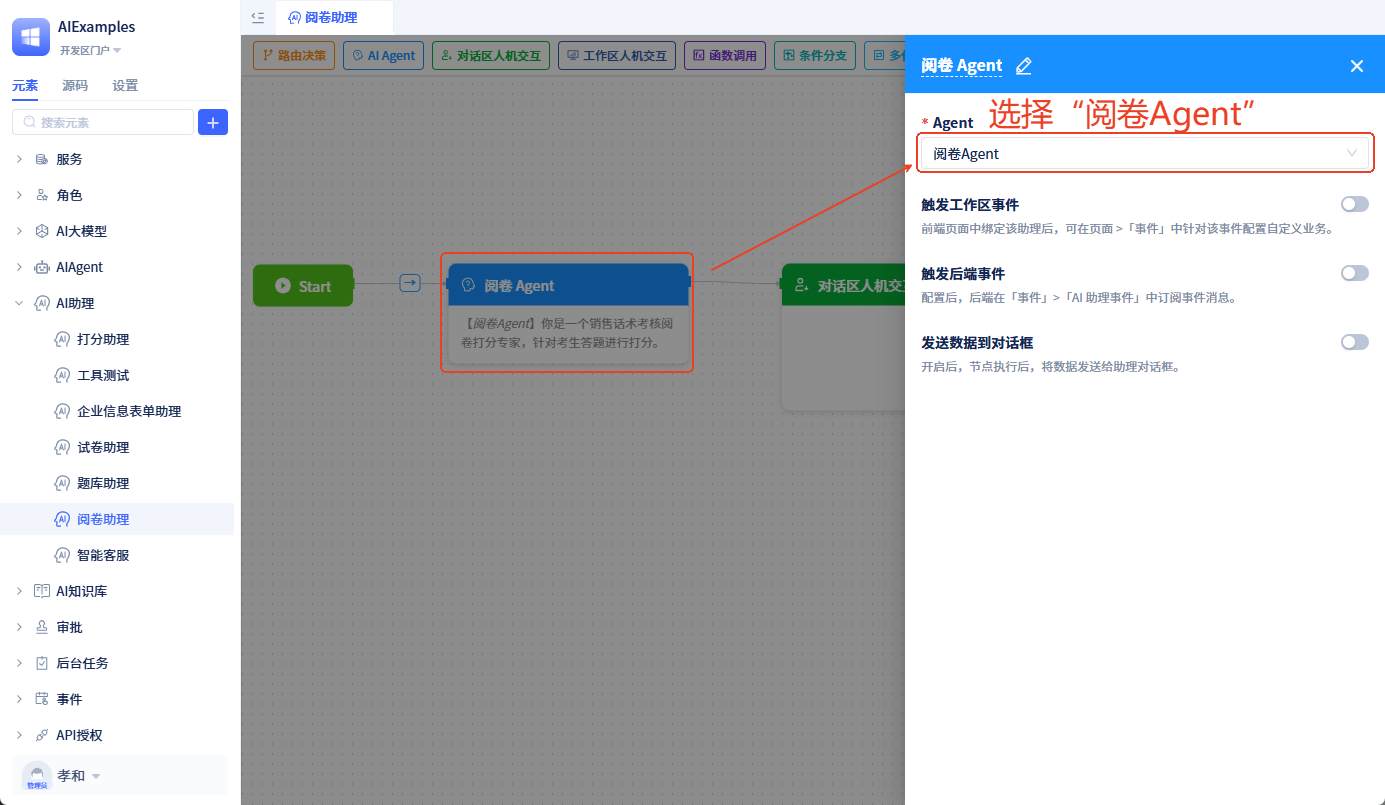 AIExamples
开发区门户
元素 源码 设置
搜索元素
服务
角色
AI大模型
AIAgent
AI助理
打分助理
工具测试
企业信息表单助理
试卷助理
题库助理
阅卷助理
智能客服
AI知识库
审批
后台任务
事件
API授权
管理员
孝和
阅卷助理
路由决策 AI Agent 对话区人机交互 工作区人机交互 函数调用 条件分支
Start
阅卷 Agent
【阅卷Agent】你是一个销售话术考核阅
卷打分专家，针对考生答题进行打分。
对话区人机交互
阅卷 Agent
选择“阅卷Agent”
* Agent
阅卷Agent
触发工作区事件
前端页面中绑定该助理后，可在页面 >「事件」中针对该事件配置自定义业务。
触发后端事件
配置后，后端在「事件」>「AI 助理事件」中订阅事件消息。
发送数据到对话框
开启后，节点执行后，将数据发送给助理对话框。